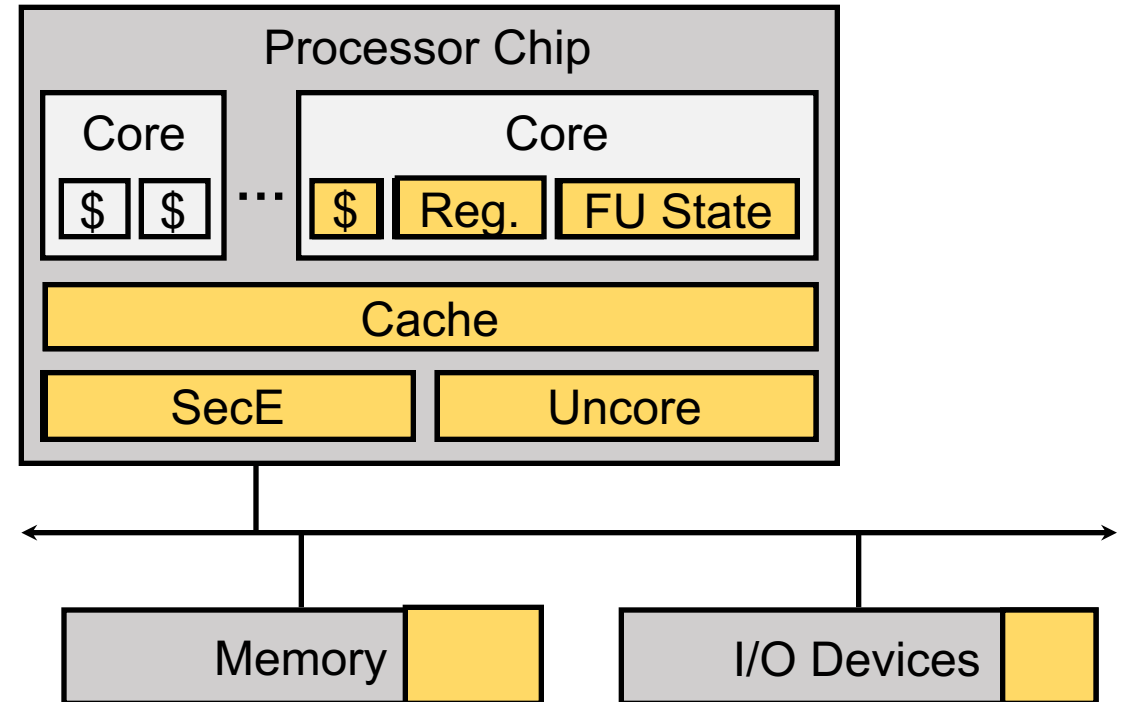 Processor Chip
Core
$ $
...
Core
$ Reg. FU State
Cache
SecE
Uncore
Memory
I/O Devices